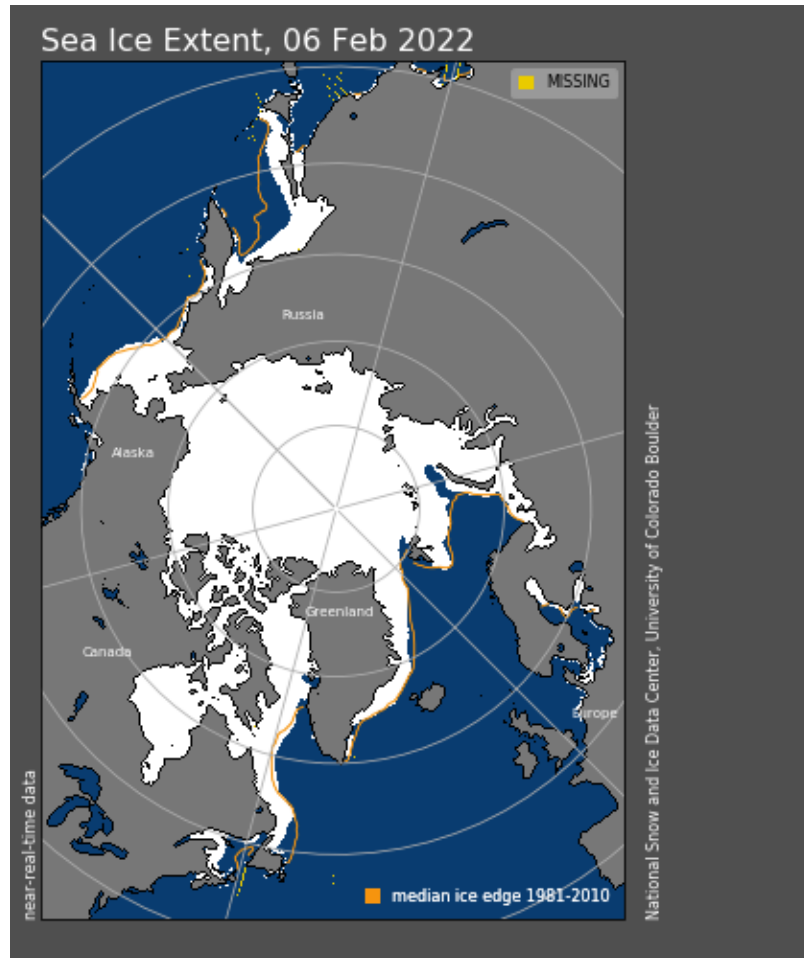 Sea Ice Extent, 06 Feb 2022
MISSING
Russia
Alaska
Greenland
Canada
Europe
median ice edge 1981-2010
near-real-time data
National Snow and Ice Data Center, University of Colorado Boulder